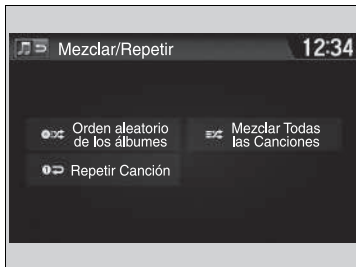 Mezclar/Repetir
12:34
Orden aleatorio
de los álbumes
Mezclar Todas
las Canciones
Repetir Canción